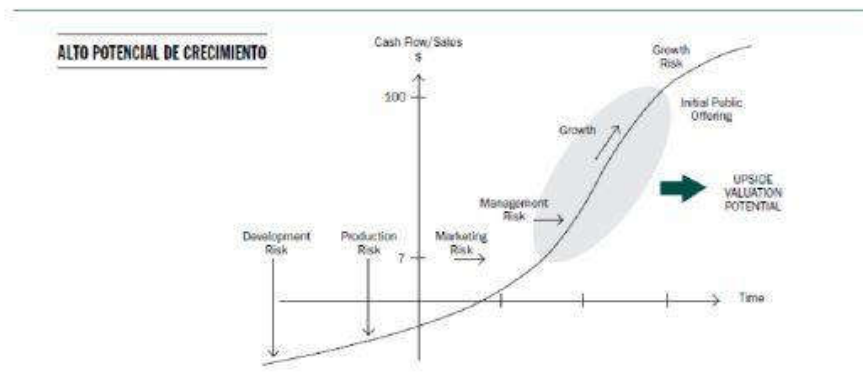 ALTO POTENCIAL DE CRECIMIENTO
Cash Flow/Sales
$
100
7
Growth
Risk
Initial Public
Offering
Growth
UPSIDE
VALUATION
POTENTIAL
Management
Risk
Development
Risk
Production
Risk
Marketing
Risk
Time